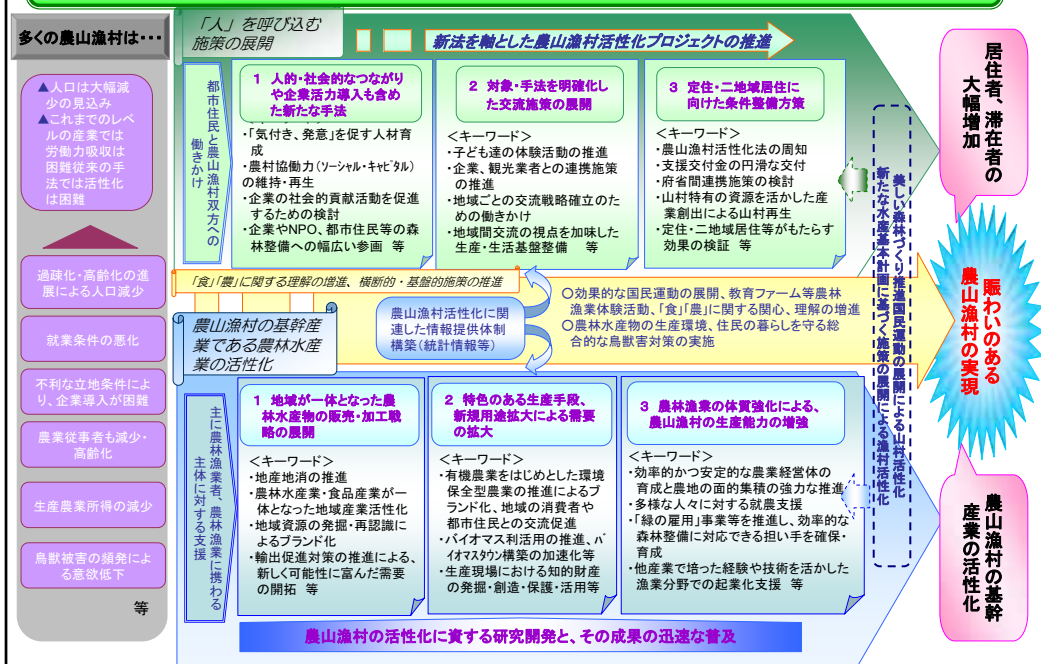 多くの農山漁村は・・・
▲人口は大幅減
少の見込み
▲これまでのレベ
ルの産業では
労働力吸収は
困難従来の手
法では活性化
は困難
過疎化・高齢化の進
展による人口減少
就業条件の悪化
不利な立地条件によ
り、企業導入が困難
農業従事者も減少・
高齢化
生産農業所得の減少
鳥獣被害の頻発によ
る意欲低下
等
「人」を呼び込む
施策の展開
新法を軸とした農山漁村活性化プロジェクトの推進
都市住民と農山漁村双方への
働きかけ
1 人的・社会的なつながり
や企業活力導入も含め
た新たな手法
・「気付き、発意」を促す人材育
成
・農村協働力(ソーシャル・キャピタル)
の維持・再生
・企業の社会的貢献活動を促進
するための検討
・企業やNPO、都市住民等の森
林整備への幅広い参画 等
2 対象・手法を明確化し
た交流施策の展開
<キーワード>
・子ども達の体験活動の推進
・企業、観光業者との連携施策
の推進
・地域ごとの交流戦略確立のた
めの働きかけ
・地域間交流の視点を加味した
生産・生活基盤整備 等
3 定住・二地域居住に
向けた条件整備方策
<キーワード>
・農山漁村活性化法の周知
・支援交付金の円滑な交付
・府省間連携施策の検討
・山村特有の資源を活かした産
業創出による山村再生
・定住・二地域居住等がもたらす
効果の検証 等
「食」「農」に関する理解の増進、横断的・基盤的施策の推進
農山漁村活性化に関
連した情報提供体制
構築(統計情報等)
○効果的な国民運動の展開、教育ファーム等農林
漁業体験活動、「食」「農」に関する関心、理解の増進
○農林水産物の生産環境、住民の暮らしを守る総
合的な鳥獣害対策の実施
農山漁村の基幹産
業である農林水産
業の活性化
主に農林漁業者、農林漁業に携わる
主体に対する支援
1 地域が一体となった農
林水産物の販売・加工戦
略の展開
<キーワード>
・地産地消の推進
・農林水産業・食品産業が一
体となった地域産業活性化
・地域資源の発掘・再認識に
よるブランド化
・輸出促進対策の推進による、
新しく可能性に富んだ需要
の開拓 等
2 特色のある生産手段、
新規用途拡大による需要
の拡大
<キーワード>
・有機農業をはじめとした環境
保全型農業の推進によるブ
ランド化、地域の消費者や
都市住民との交流促進
・バイオマス利活用の推進、バ
イオマスタウン構築の加速化等
・生産現場における知的財産
の発掘・創造・保護・活用等
3 農林漁業の体質強化による、
農山漁村の生産能力の増強
<キーワード>
・効率的かつ安定的な農業経営体の
育成と農地の面的集積の強力な推進
・多様な人々に対する就農支援
・「緑の雇用」事業等を推進し、効率的な
森林整備に対応できる担い手を確保・
育成
・他産業で培った経験や技術を活かした
漁業分野での起業化支援 等
農山漁村の活性化に資する研究開発と、その成果の迅速な普及
美しい森林づくり推進国民運動の展開による山村活性化
新たな水産基本計画に基づく施策の展開による漁村活性化
居住者、滞在者の
大幅増加
賑わいのある
農山漁村の実現
農山漁村の基幹
産業の活性化